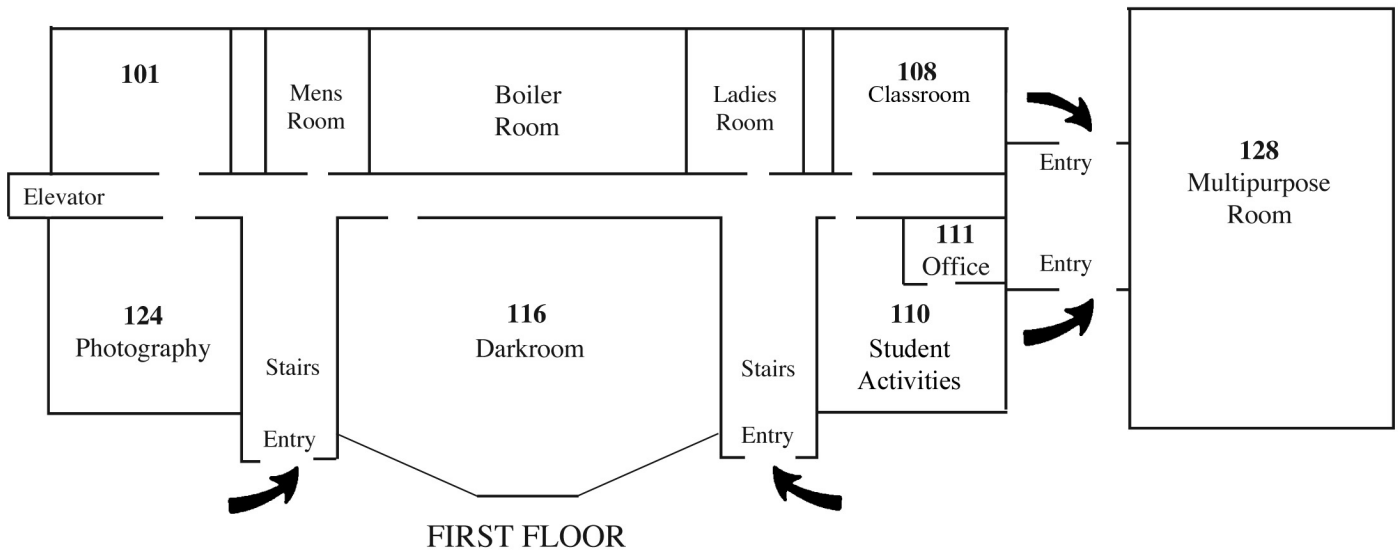 101
Mens
Room
Boiler
Room
Ladies
Room
108
Classroom
Entry
128
Multipurpose
Room
Elevator
111
Office
Entry
124
Photography
116
Darkroom
110
Student
Activities
Stairs
Stairs
Entry
Entry
FIRST FLOOR